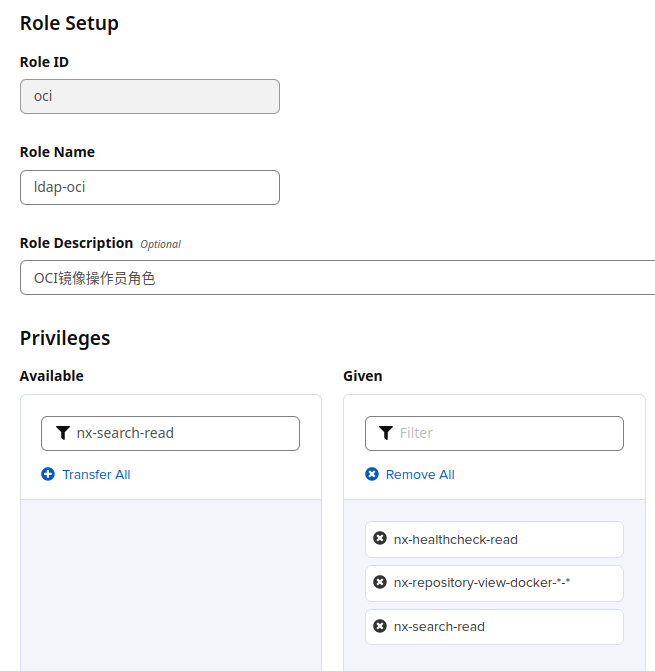 Role Setup
Role ID
oci
Role Name
ldap-oci
Role Description Optional
OCI镜像操作员角色
Privileges
Available
nx-search-read
Transfer All
Given
Filter
Remove All
nx-healthcheck-read
nx-repository-view-docker-*-*
nx-search-read